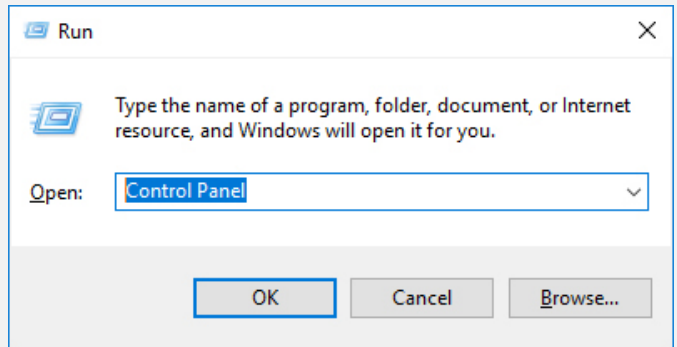 Run
Type the name of a program, folder, document, or Internet
resource, and Windows will open it for you.
Open: Control Panel
OK Cancel Browse...